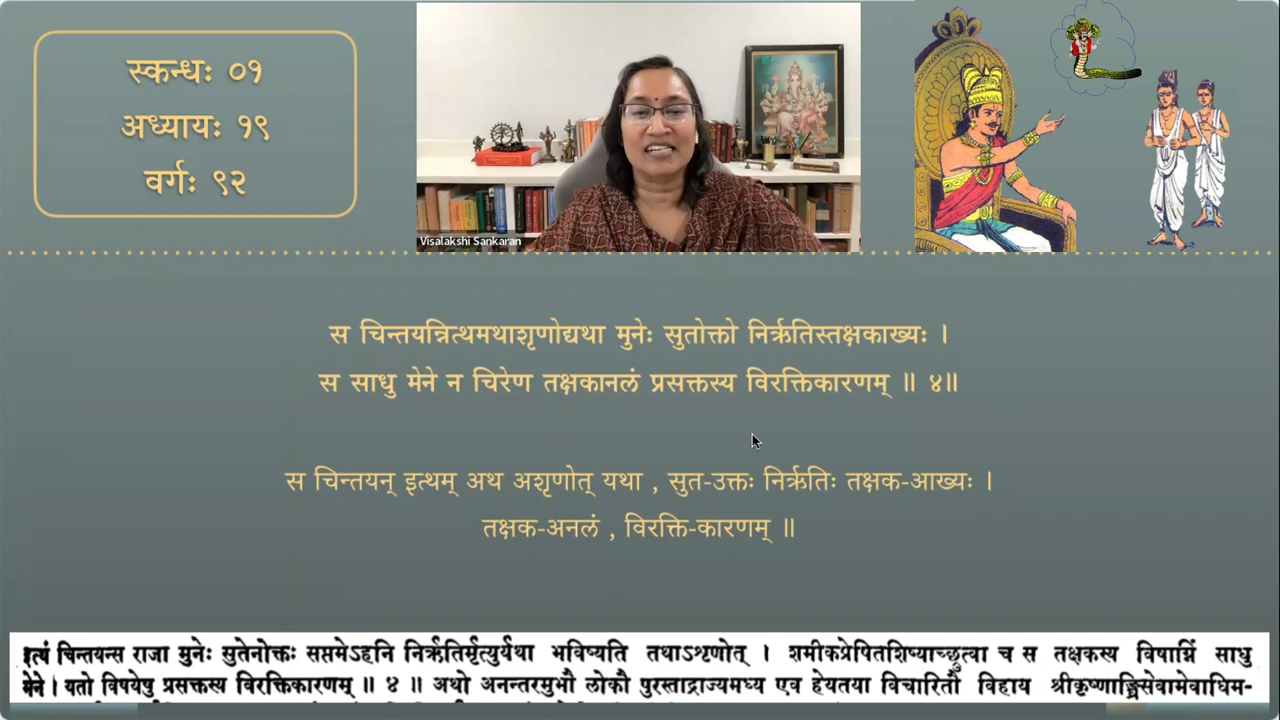 स्कन्धः ०१
अध्यायः १९
वर्गः ९२
Visalakshi Sankaran
स चिन्तयन्नित्थमथाशृणोद्यथा मुनेः सुतोक्तो निर्ऋतिस्तक्षकाख्यः ।
स साधु मेने न चिरेण तक्षकानलं प्रसक्तस्य विरक्तिकारणम् ॥ ४॥
स चिन्तयन् इत्थम् अथ अशृणोत् यथा , सुत-उक्तः निर्ऋतिः तक्षक-आख्यः ।
तक्षक-अनलं , विरक्ति-कारणम् ॥
इत्थं चिन्तयन्स राजा मुनेः सुतेनोक्तः सप्तमेऽहनि निर्ऋतिर्मृत्युर्यथा भविष्यति तथाऽशृणोत् । शमीकप्रेषितशिष्याच्छ्रुत्वा च स तक्षकस्य विषाग्निं साधु
मेने । यतो विषयेषु प्रसक्तस्य विरक्तिकारणम् ॥ ४ ॥ अथो अनन्तरमुभौ लोकौ पुरस्ताद्राज्यमध्य एव हेयतया विचारितौ विहाय श्रीकृष्णाङ्घ्रिसेवामेवाधिम-